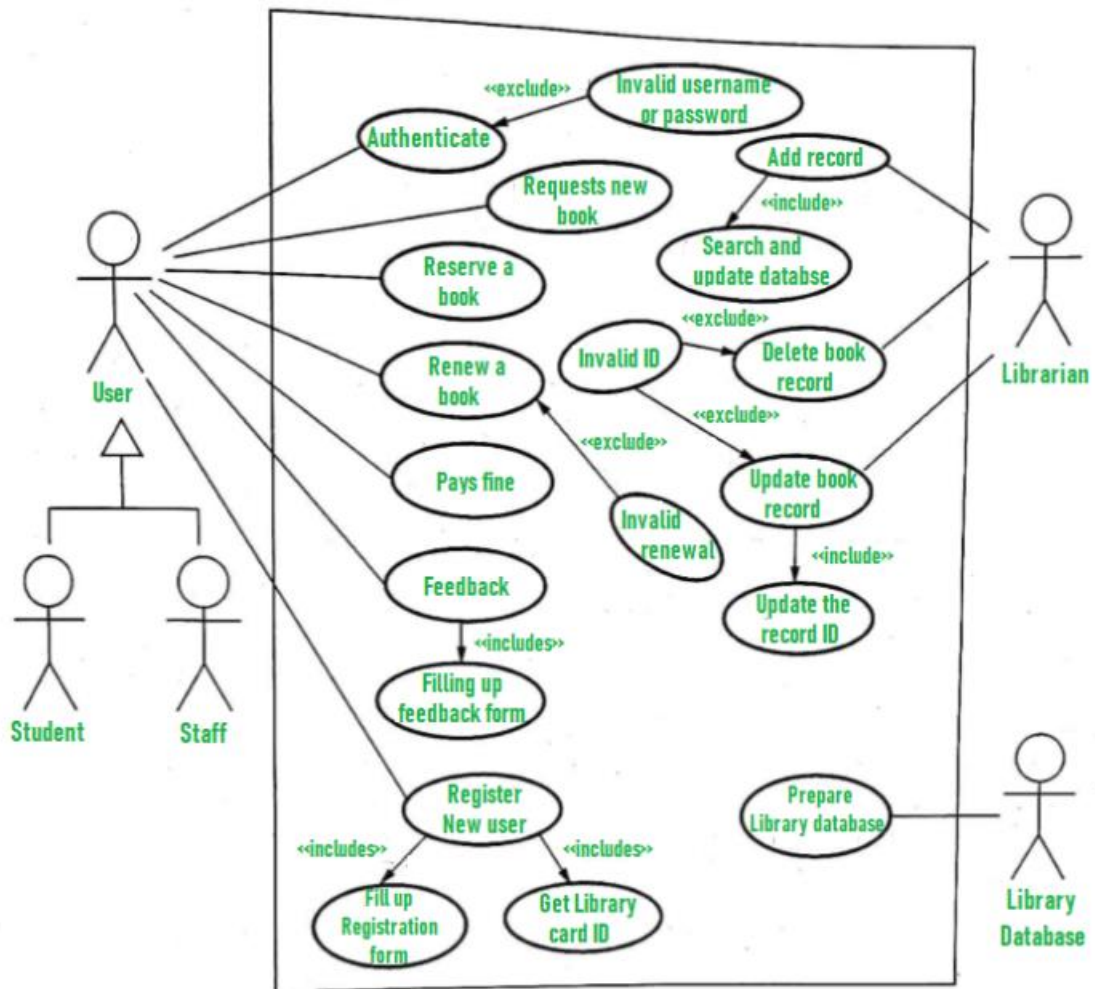 <<exclude>>
Invalid username
or password
Authenticate
Add record
Requests new
book
<<include>>
Search and
update databse
Reserve a
book
<<exclude>>
Invalid ID
Delete book
record
Renew a
book
User
Librarian
<<exclude>>
<<exclude>>
Pays fine
Update book
record
Invalid
renewal
<<include>>
Feedback
Update the
record ID
<<includes>>
Filling up
feedback form
Student
Staff
Register
New user
Prepare
Library database
<<includes>>
<<includes>>
Fill up
Registration
form
Get Library
card ID
Library
Database